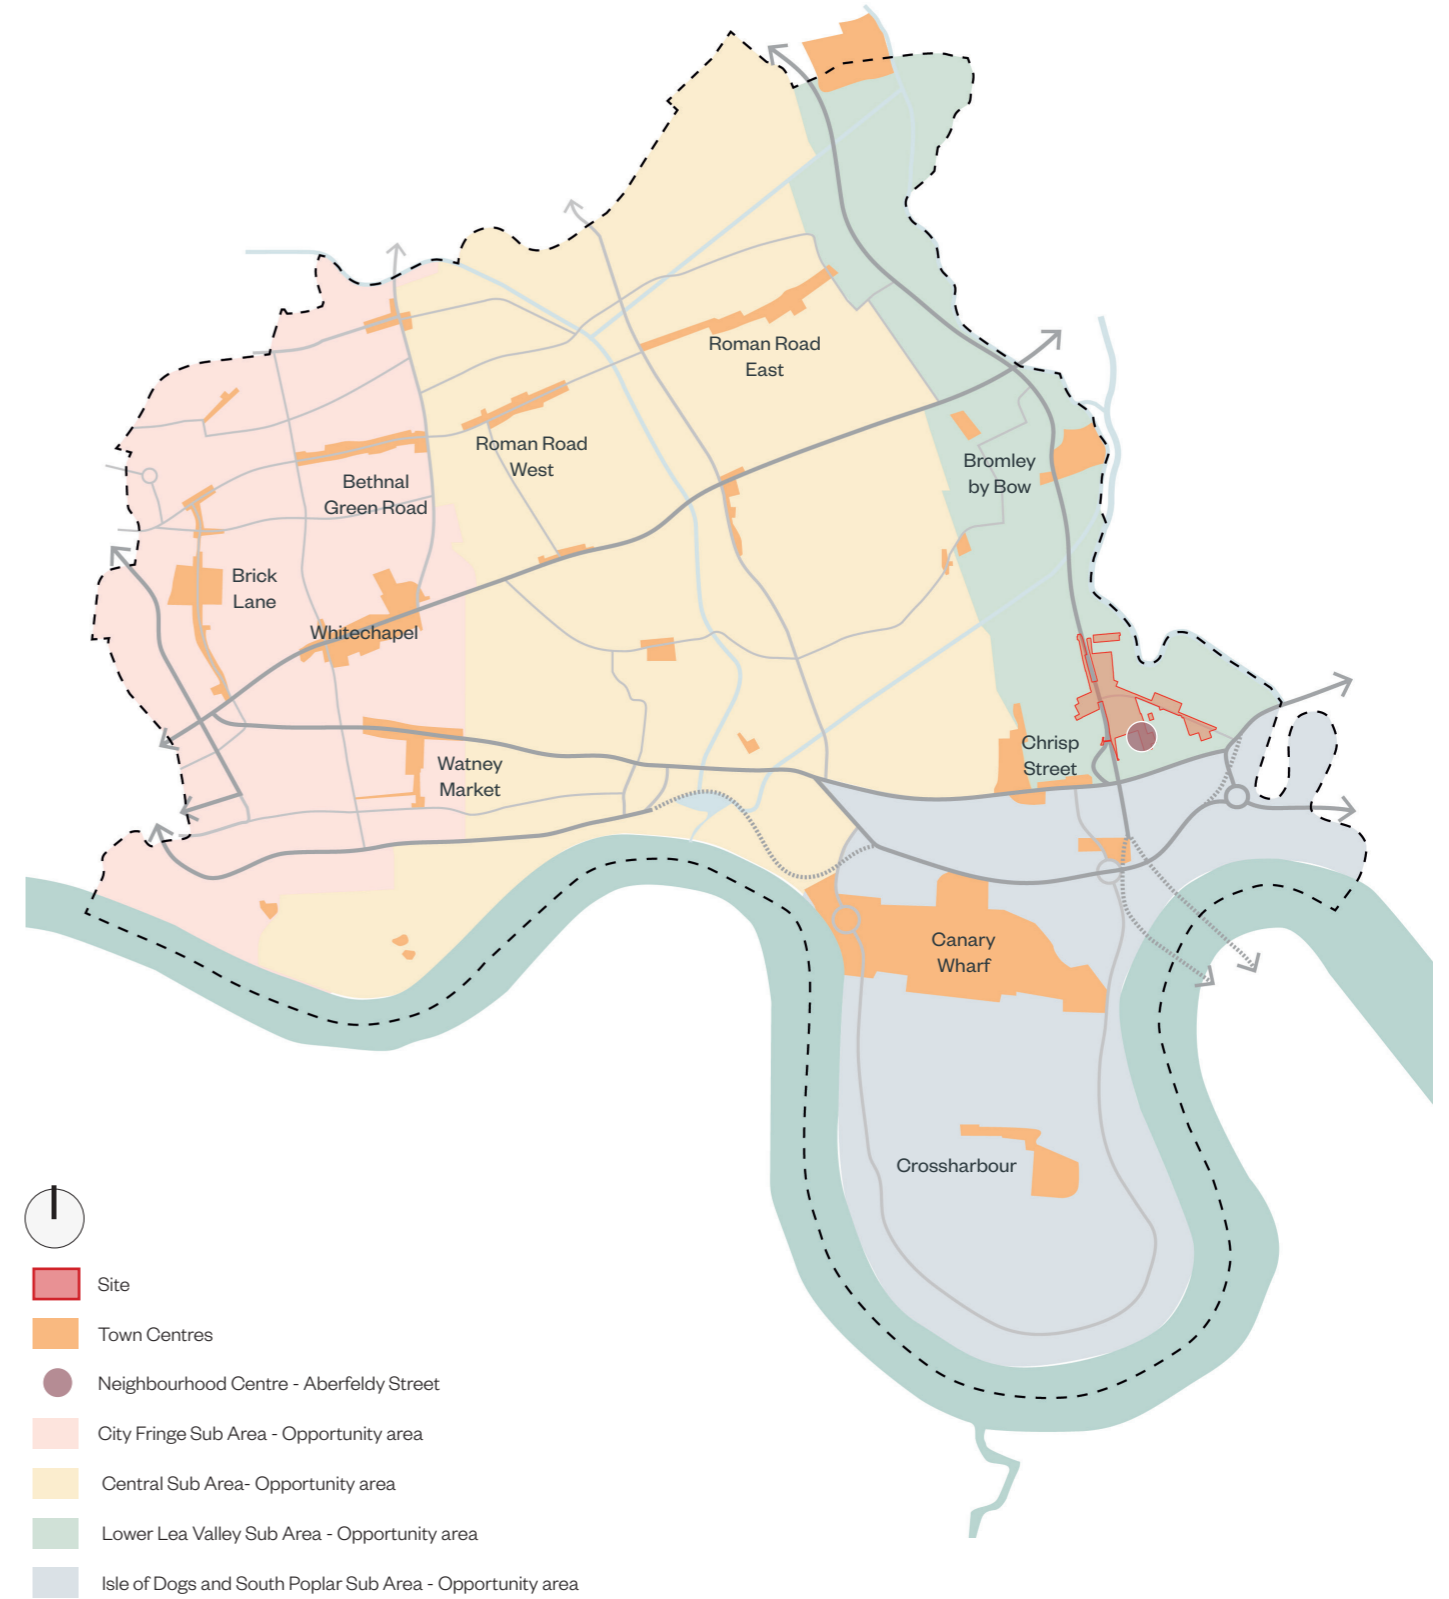 Roman Road
East
Roman Road
West
Bromley
by Bow
Bethnal
Green Road
Brick
Lane
Whitechapel
Chrisp
Street
Watney
Market
Canary
Wharf
Crossharbour
Site
Town Centres
Neighbourhood Centre - Aberfeldy Street
City Fringe Sub Area - Opportunity area
Central Sub Area- Opportunity area
Lower Lea Valley Sub Area - Opportunity area
Isle of Dogs and South Poplar Sub Area - Opportunity area